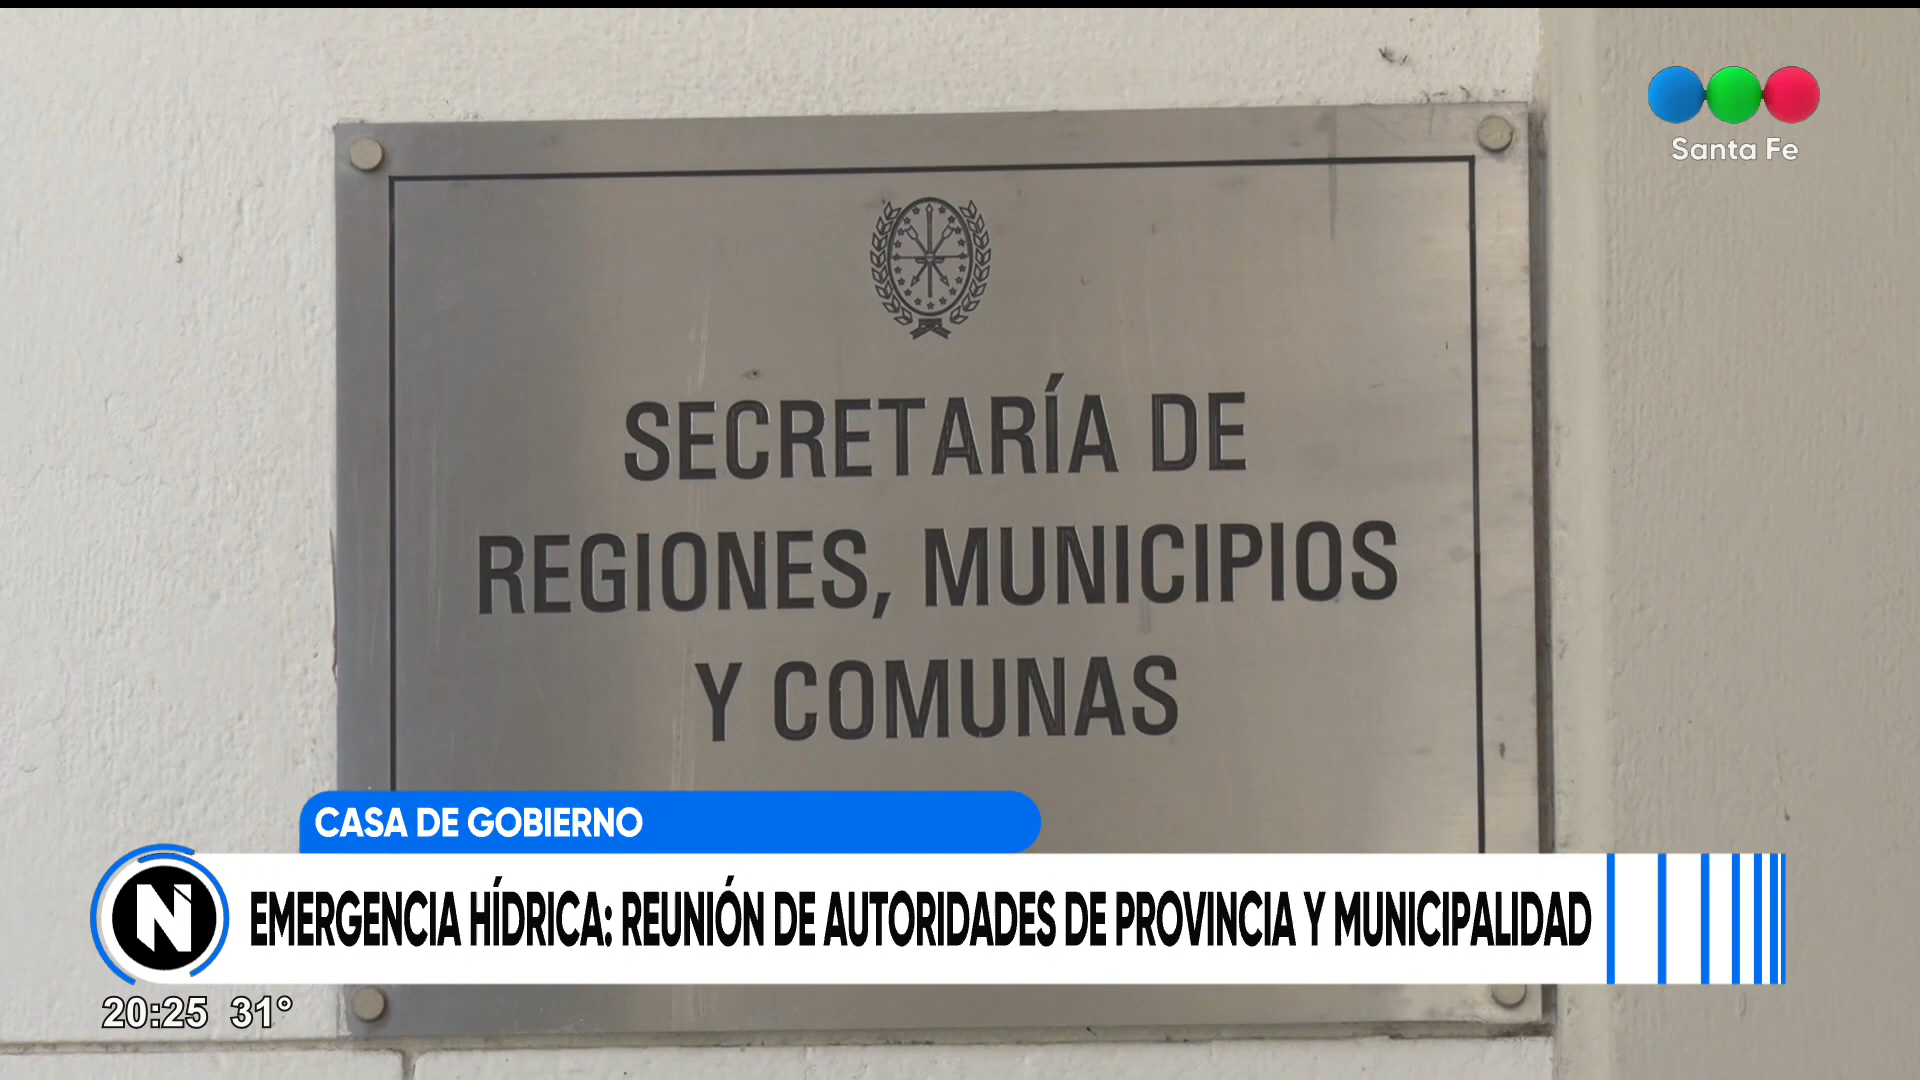 Santa Fe
SECRETARÍA DE
REGIONES, MUNICIPIOS
Y COMUNAS
CASA DE GOBIERNO
N
EMERGENCIA HÍDRICA: REUNIÓN DE AUTORIDADES DE PROVINCIA Y MUNICIPALIDAD
20:25 31°